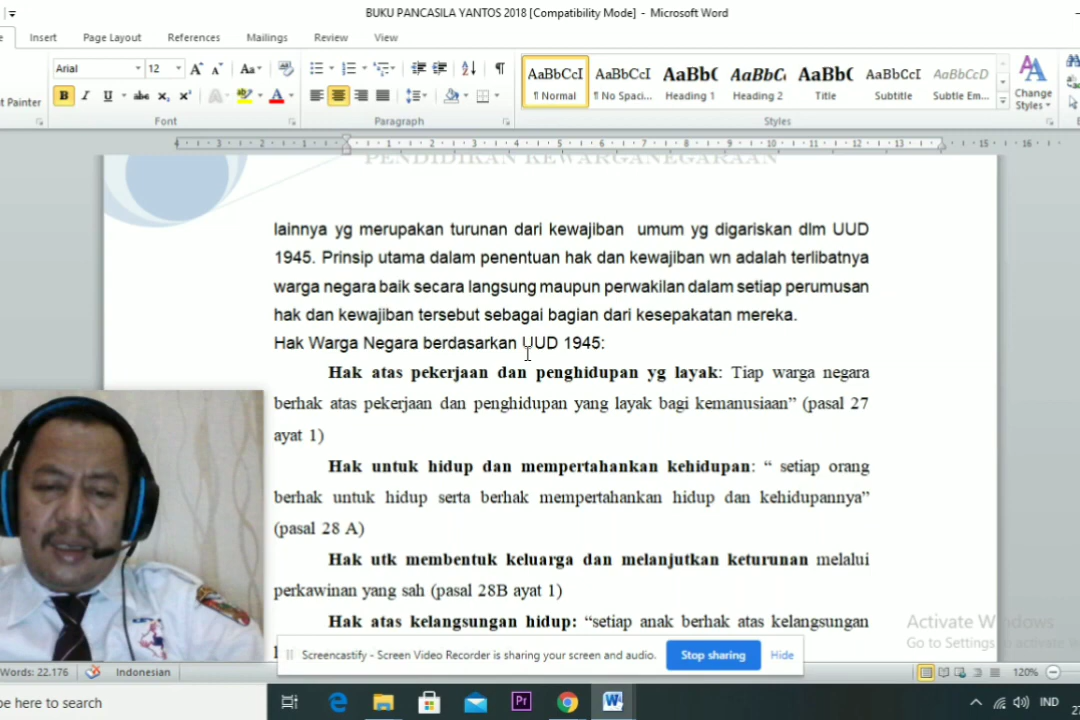 BUKU PANCASILA YANTOS 2018 [Compatibility Mode] - Microsoft Word
Insert Page Layout References Mailings Review View
Arial 12
AaBbCcI AaBbCcI AaBbC AaBbC AaBbC AaBbCcI AaBbCcI
t Painter
¶ Normal ¶ No Spaci... Heading 1 Heading 2 Title Subtitle Subtle Em...
Change
Styles
Font Paragraph Styles
PENDIDIKAN KEWARGANEGARAAN
lainnya yg merupakan turunan dari kewajiban umum yg digariskan dlm UUD
1945. Prinsip utama dalam penentuan hak dan kewajiban wn adalah terlibatnya
warga negara baik secara langsung maupun perwakilan dalam setiap perumusan
hak dan kewajiban tersebut sebagai bagian dari kesepakatan mereka.
Hak Warga Negara berdasarkan UUD 1945:
Hak atas pekerjaan dan penghidupan yg layak: Tiap warga negara
berhak atas pekerjaan dan penghidupan yang layak bagi kemanusiaan” (pasal 27
ayat 1)
Hak untuk hidup dan mempertahankan kehidupan: “ setiap orang
berhak untuk hidup serta berhak mempertahankan hidup dan kehidupannya”
(pasal 28 A)
Hak utk membentuk keluarga dan melanjutkan keturunan melalui
perkawinan yang sah (pasal 28B ayat 1)
Hak atas kelangsungan hidup: “setiap anak berhak atas kelangsungan
Activate Windows
Go to Settings to activate W
Screencastify - Screen Video Recorder is sharing your screen and audio. Stop sharing Hide
Words: 22.176 Indonesian 120%
pe here to search
IND